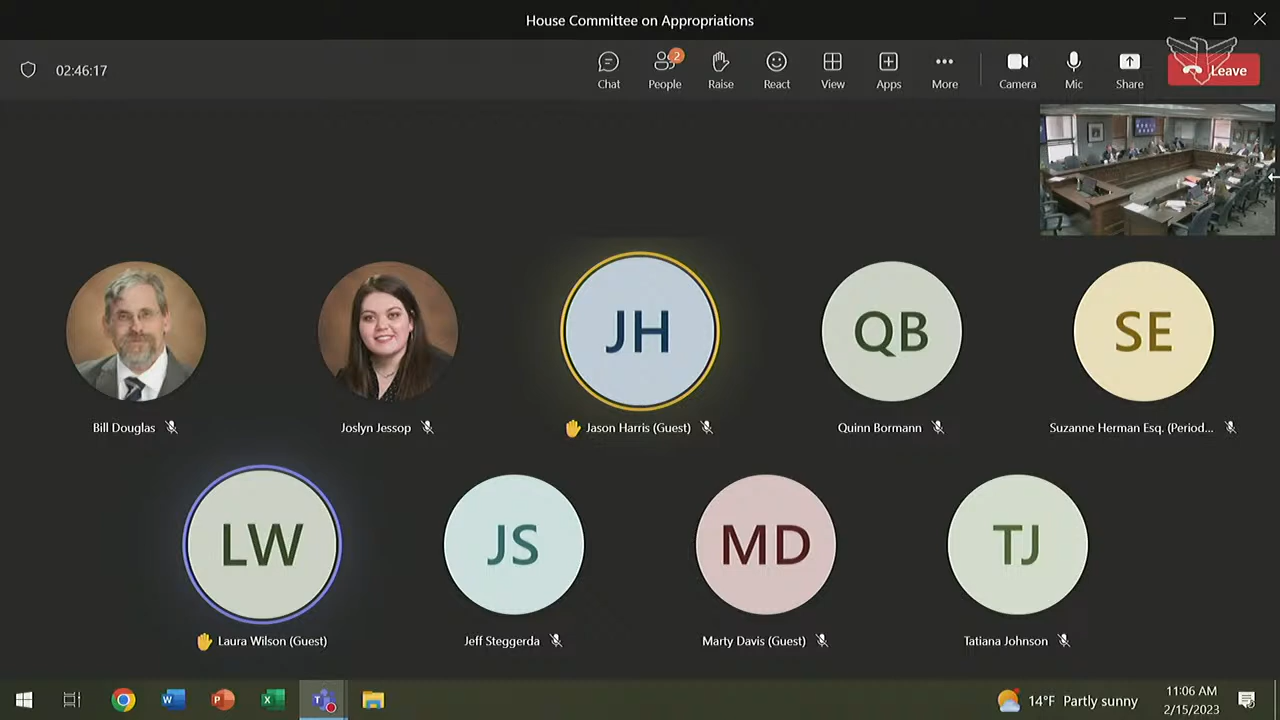 House Committee on Appropriations
02:46:17
Chat
People
2
Raise
React
View
Apps
More
Camera
Mic
Share
Leave
JH
QB
SE
Bill Douglas
Joslyn Jessop
Jason Harris (Guest)
Quinn Bormann
Suzanne Herman Esq. (Period...
LW
JS
MD
TJ
Laura Wilson (Guest)
Jeff Steggerda
Marty Davis (Guest)
Tatiana Johnson
W
P
X
T
14°F Partly sunny
11:06 AM
2/15/2023